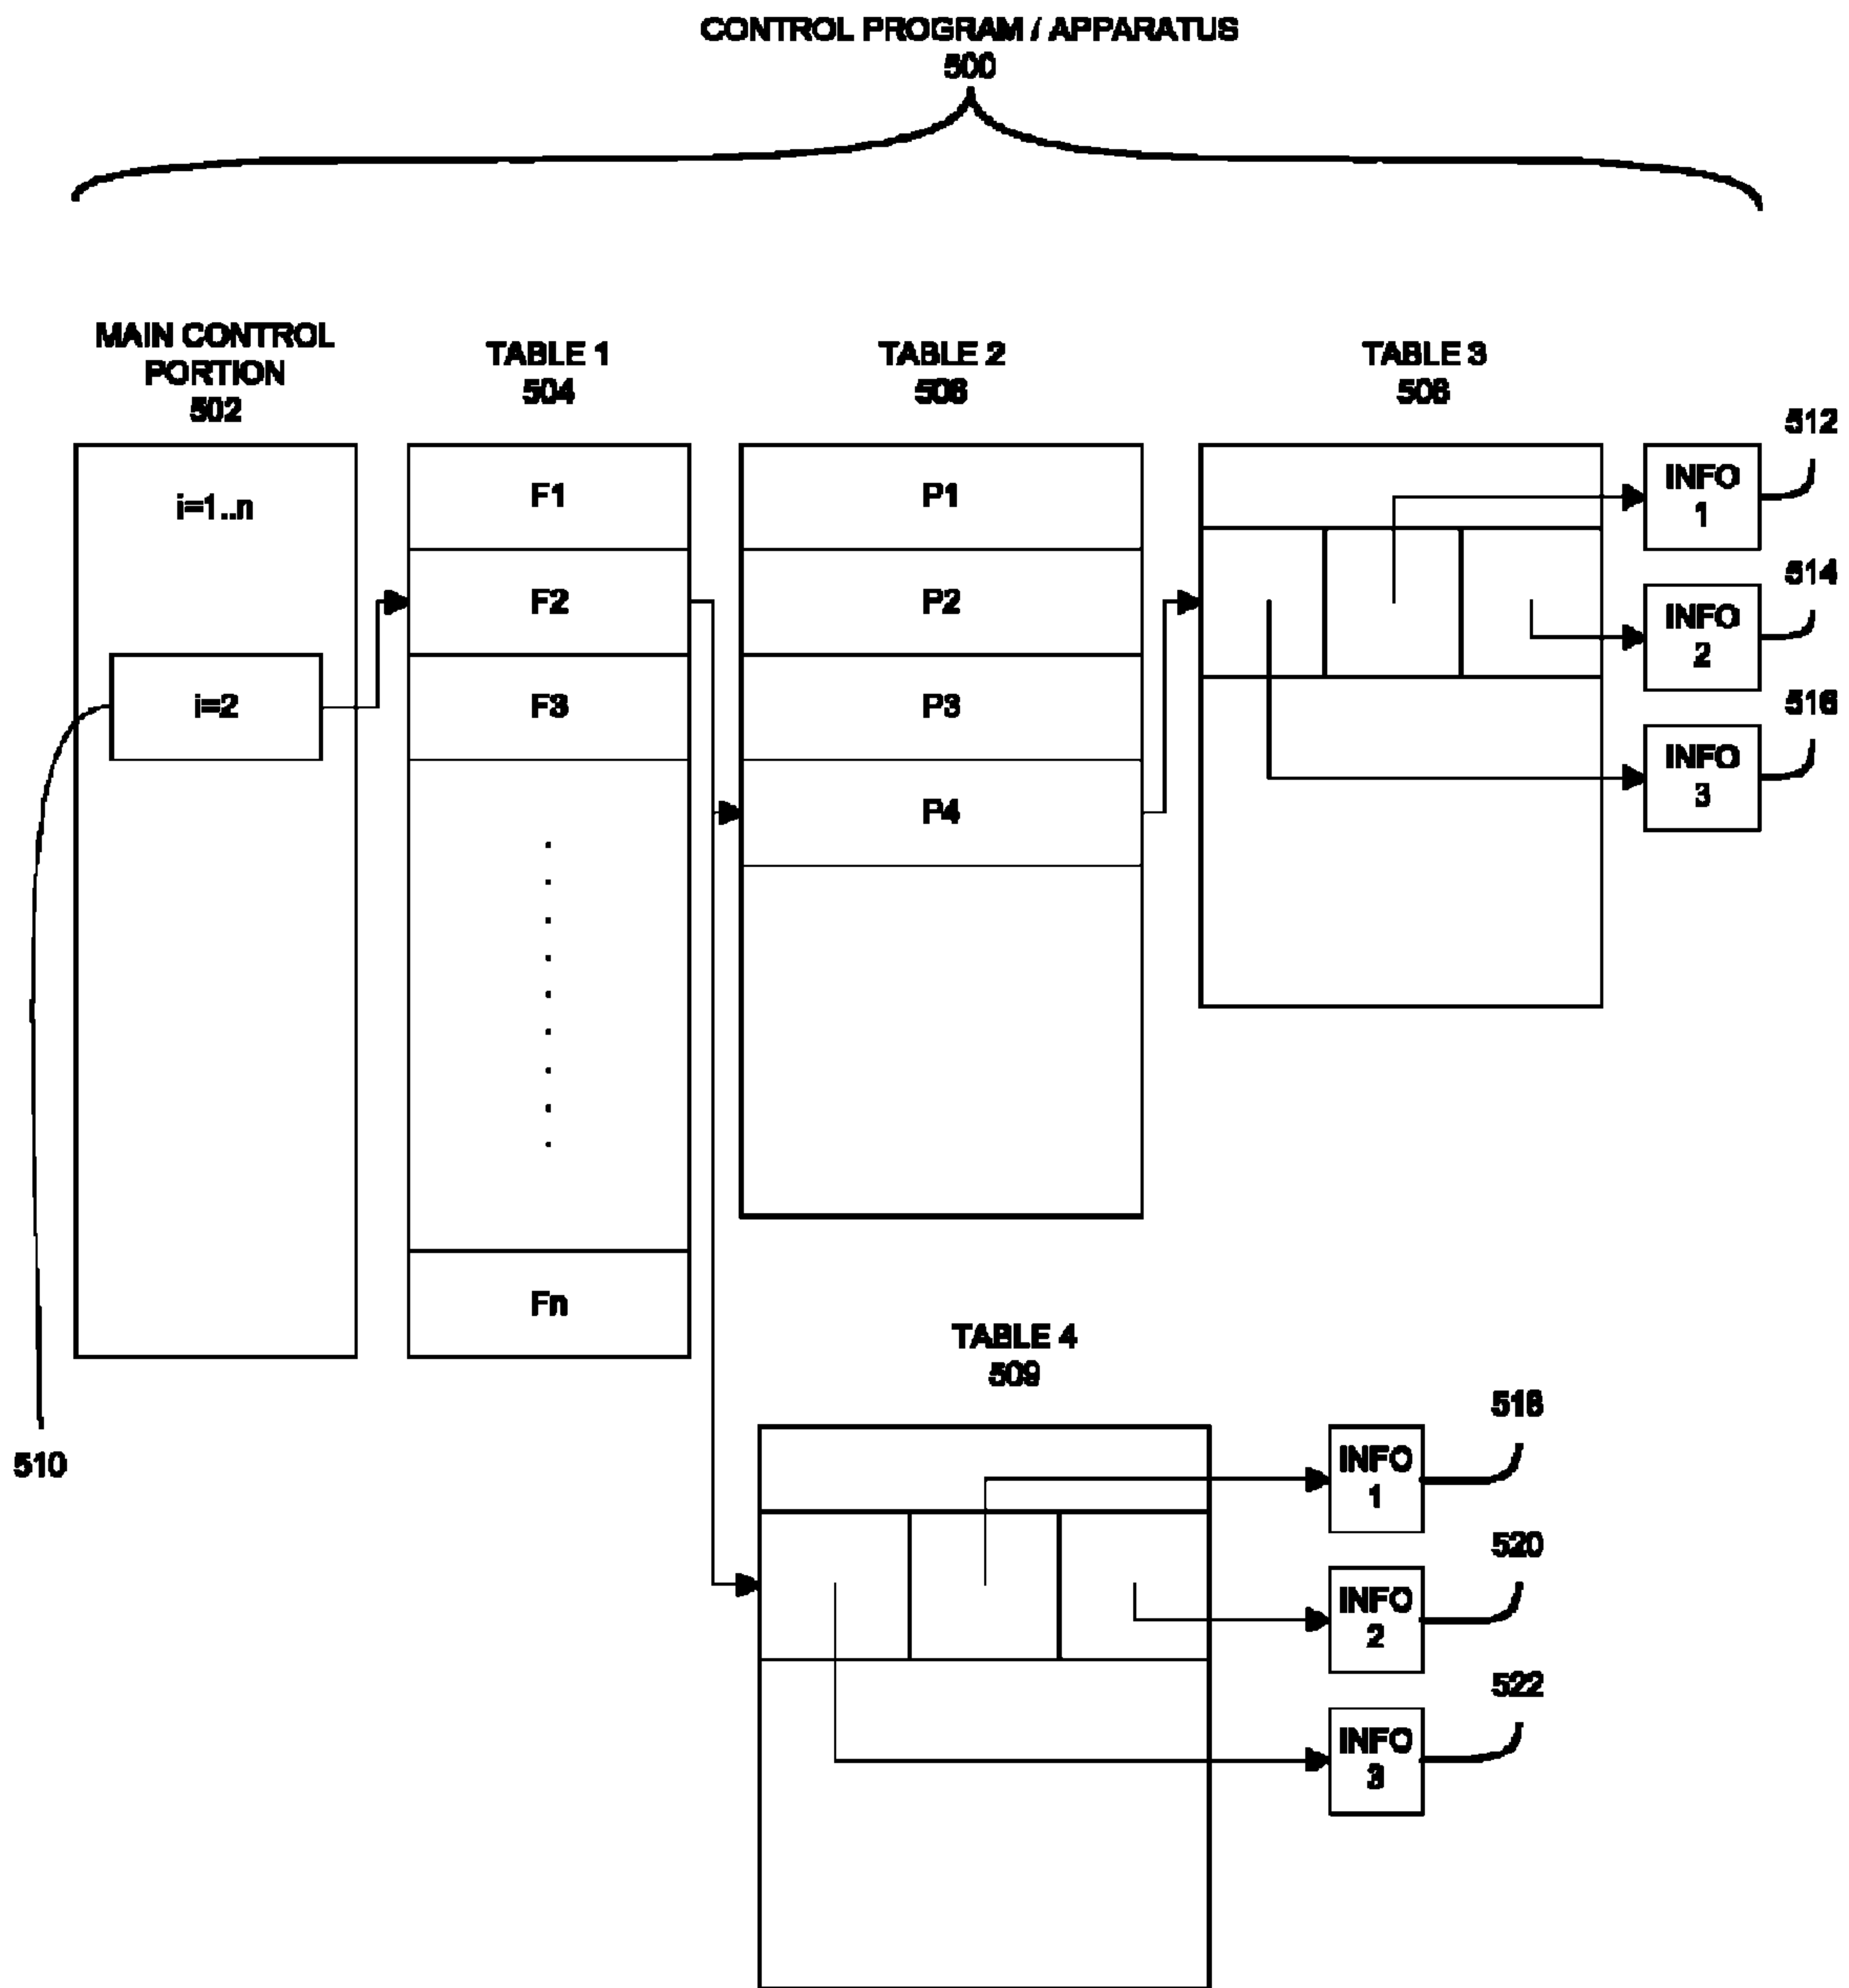 CONTROL PROGRAM / APPARATUS
500
MAIN CONTROL
PORTION
502
TABLE 1
504
TABLE 2
506
TABLE 3
508
i=1..n
i=2
510
F1
F2
F3
.
.
.
.
.
.
.
.
.
Fn
P1
P2
P3
P4
INFO
1
512
INFO
2
514
INFO
3
516
TABLE 4
509
INFO
1
518
INFO
2
520
INFO
3
522